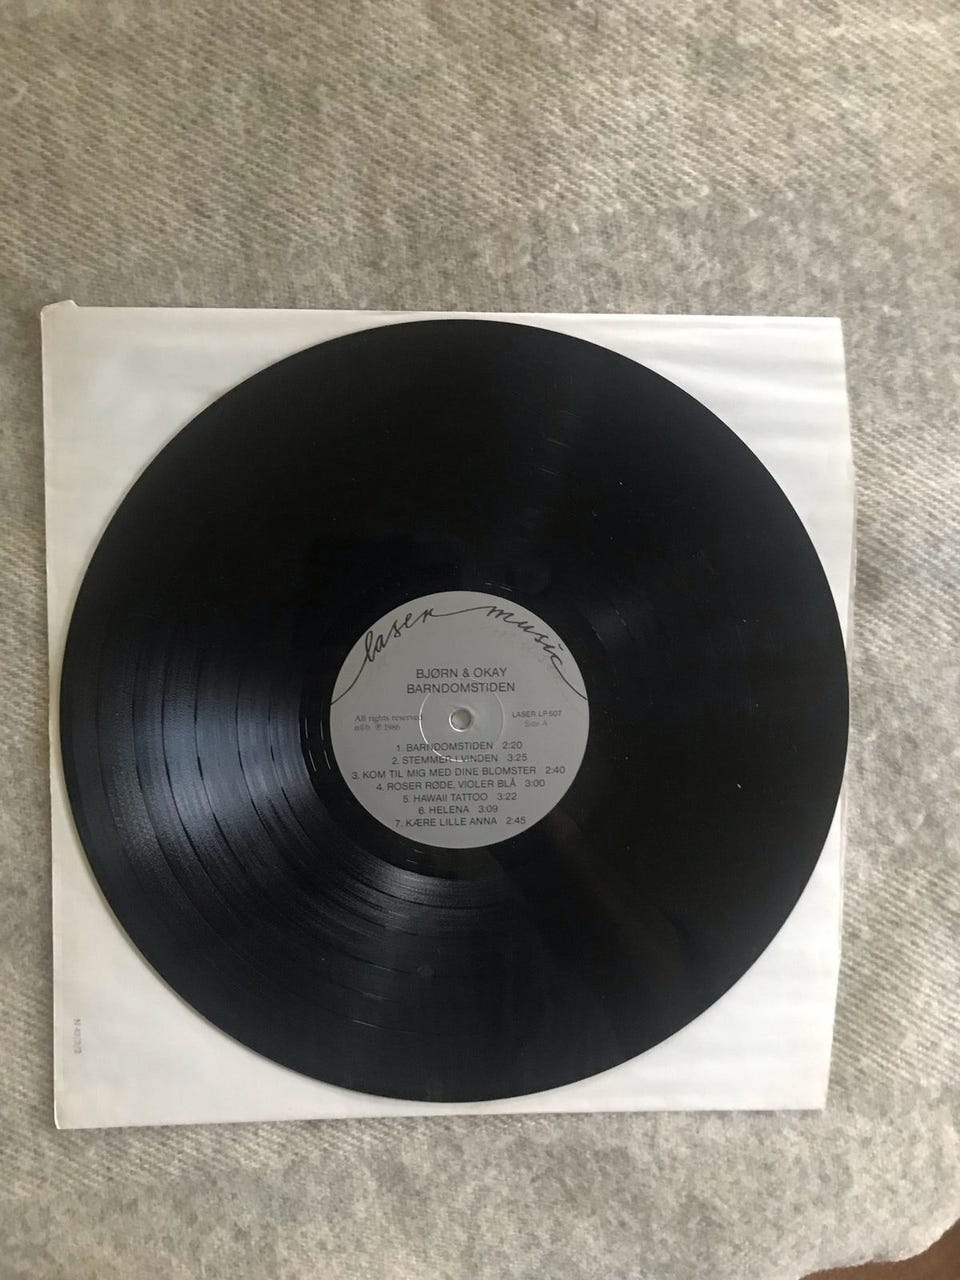 laser music
BJØRN & OKAY
BARNDOMSTIDEN
All rights reserved
℗ 1986
LASER LP 507
Side A
1. BARNDOMSTIDEN 2:20
2. STEMMER I VINDEN 3:25
3. KOM TIL MIG MED DINE BLOMSTER 2:40
4. ROSER RØDE, VIOLER BLÅ 3:00
5. HAWAII TATTOO 3:22
6. HELENA 3:09
7. KÆRE LILLE ANNA 2:45